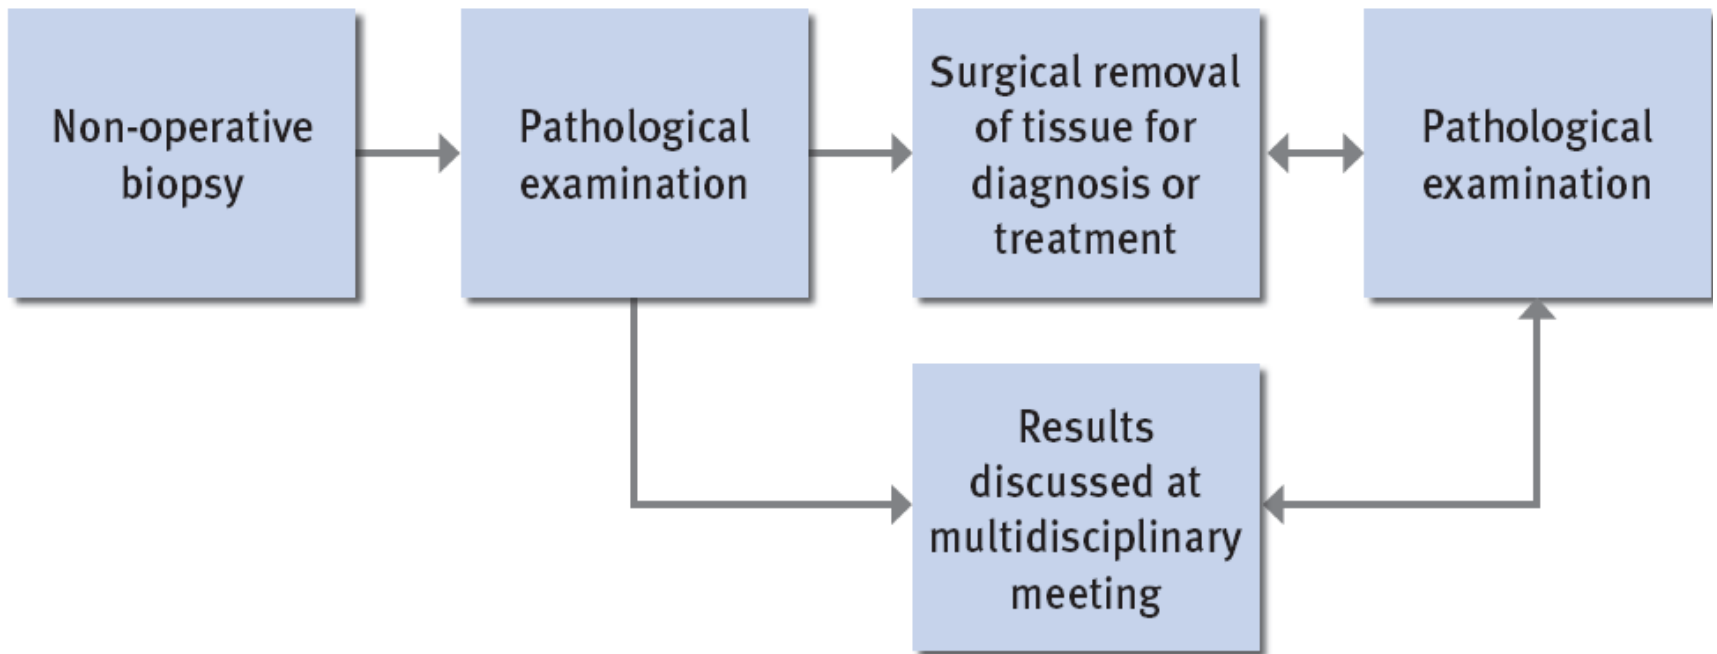 Non-operative
biopsy
Pathological
examination
Surgical removal
of tissue for
diagnosis or
treatment
Pathological
examination
Results
discussed at
multidisciplinary
meeting